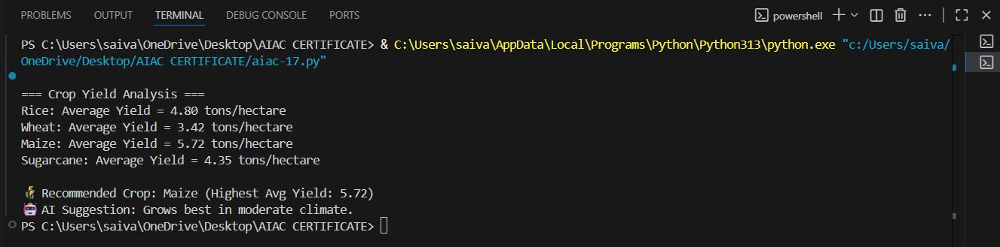 PROBLEMS OUTPUT TERMINAL DEBUG CONSOLE PORTS powershell
PS C:\Users\saiva\OneDrive\Desktop\AIAC CERTIFICATE> & C:\Users\saiva\AppData\Local\Programs\Python\Python313\python.exe "c:/Users/saiva/
OneDrive/Desktop/AIAC CERTIFICATE/aiac-17.py"
=== Crop Yield Analysis ===
Rice: Average Yield = 4.80 tons/hectare
Wheat: Average Yield = 3.42 tons/hectare
Maize: Average Yield = 5.72 tons/hectare
Sugarcane: Average Yield = 4.35 tons/hectare
🌾 Recommended Crop: Maize (Highest Avg Yield: 5.72)
🤖 AI Suggestion: Grows best in moderate climate.
PS C:\Users\saiva\OneDrive\Desktop\AIAC CERTIFICATE>